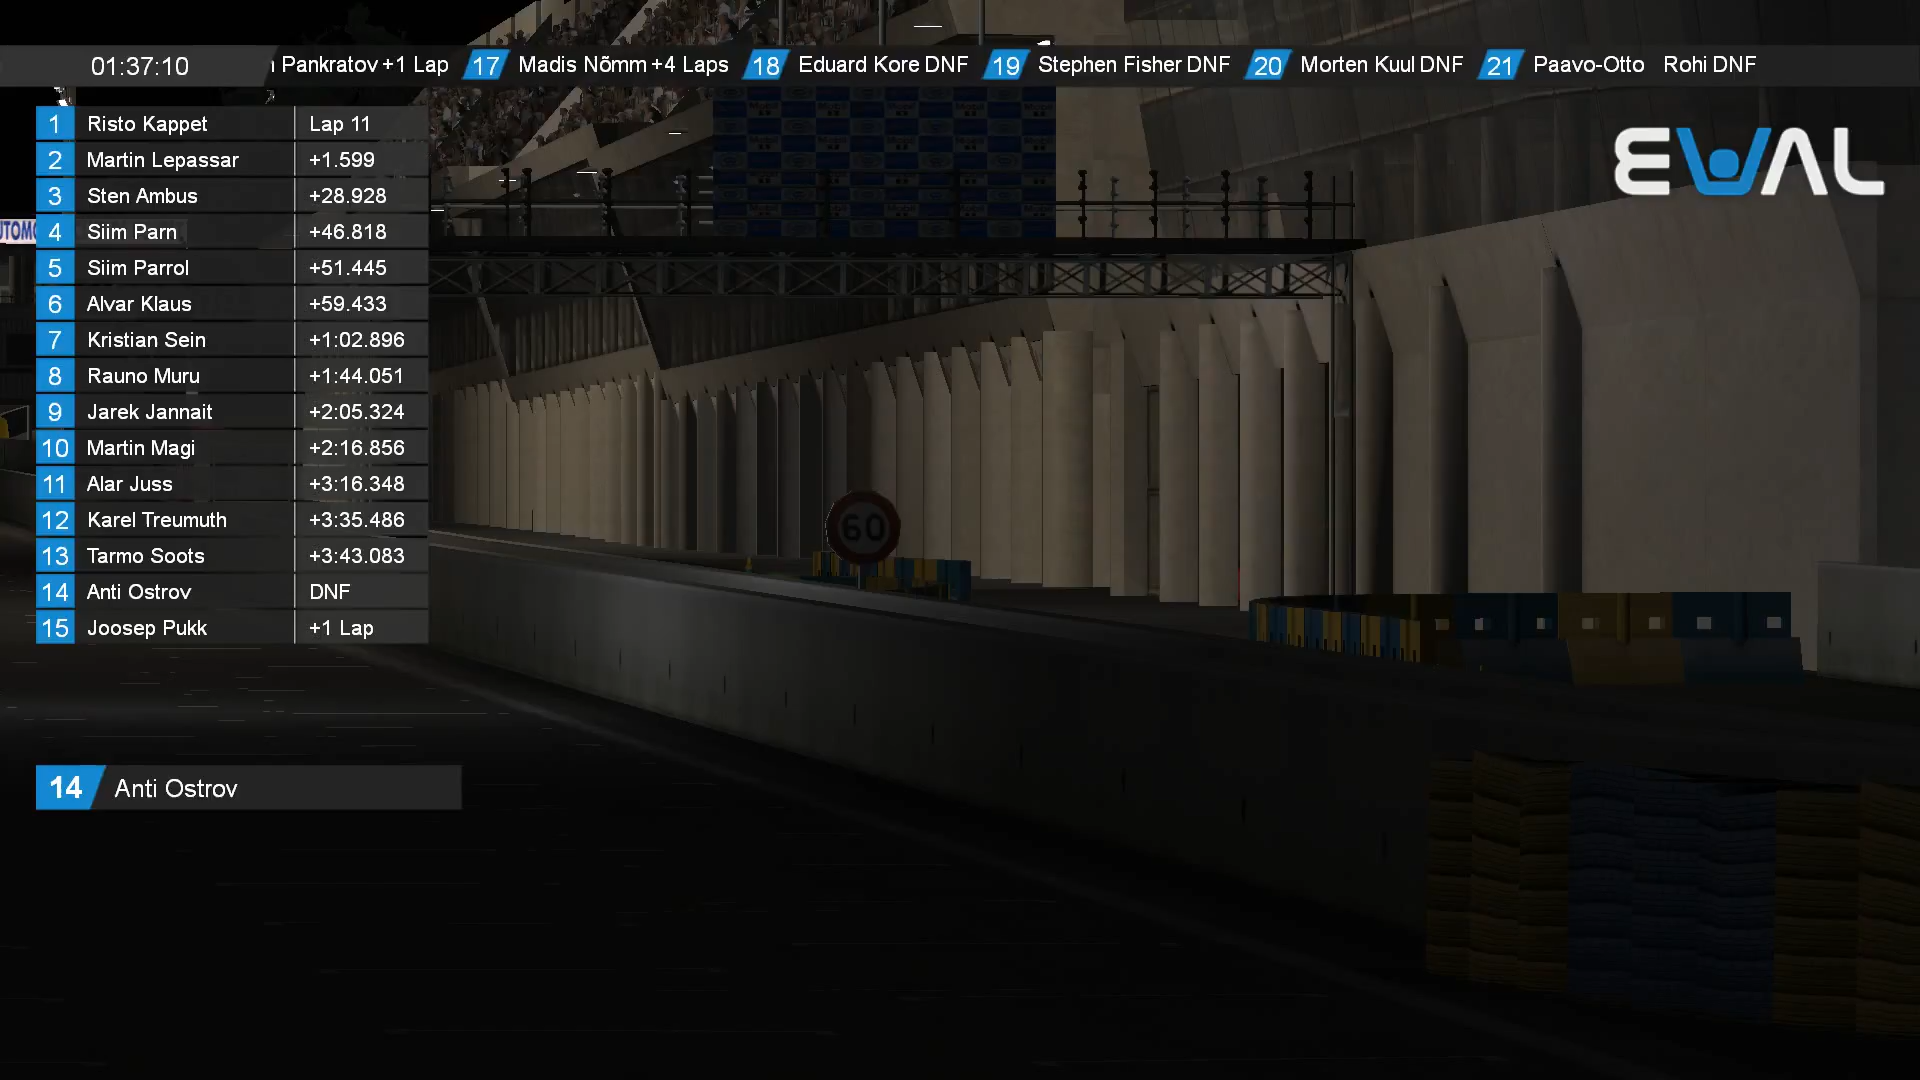 01:37:10 Pankratov +1 Lap 17 Madis Nõmm +4 Laps 18 Eduard Kore DNF 19 Stephen Fisher DNF 20 Morten Kuul DNF 21 Paavo-Otto Rohi DNF
1 Risto Kappet Lap 11
2 Martin Lepassar +1.599
3 Sten Ambus +28.928
4 Siim Parn +46.818
5 Siim Parrol +51.445
6 Alvar Klaus +59.433
7 Kristian Sein +1:02.896
8 Rauno Muru +1:44.051
9 Jarek Jannait +2:05.324
10 Martin Magi +2:16.856
11 Alar Juss +3:16.348
12 Karel Treumuth +3:35.486
13 Tarmo Soots +3:43.083
14 Anti Ostrov DNF
15 Joosep Pukk +1 Lap
EWAL
60
14 Anti Ostrov